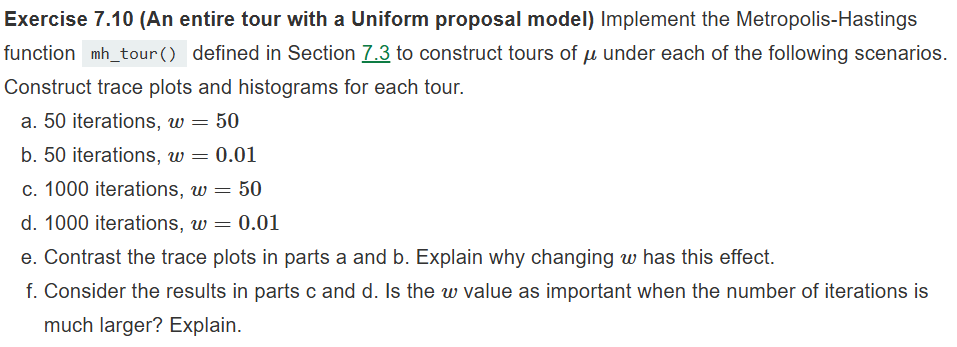 Exercise 7.10 (An entire tour with a Uniform proposal model) Implement the Metropolis-Hastings
function mh_tour() defined in Section 7.3 to construct tours of μ under each of the following scenarios.
Construct trace plots and histograms for each tour.
a. 50 iterations, w = 50
b. 50 iterations, w = 0.01
c. 1000 iterations, w = 50
d. 1000 iterations, w = 0.01
e. Contrast the trace plots in parts a and b. Explain why changing w has this effect.
f. Consider the results in parts c and d. Is the w value as important when the number of iterations is
much larger? Explain.